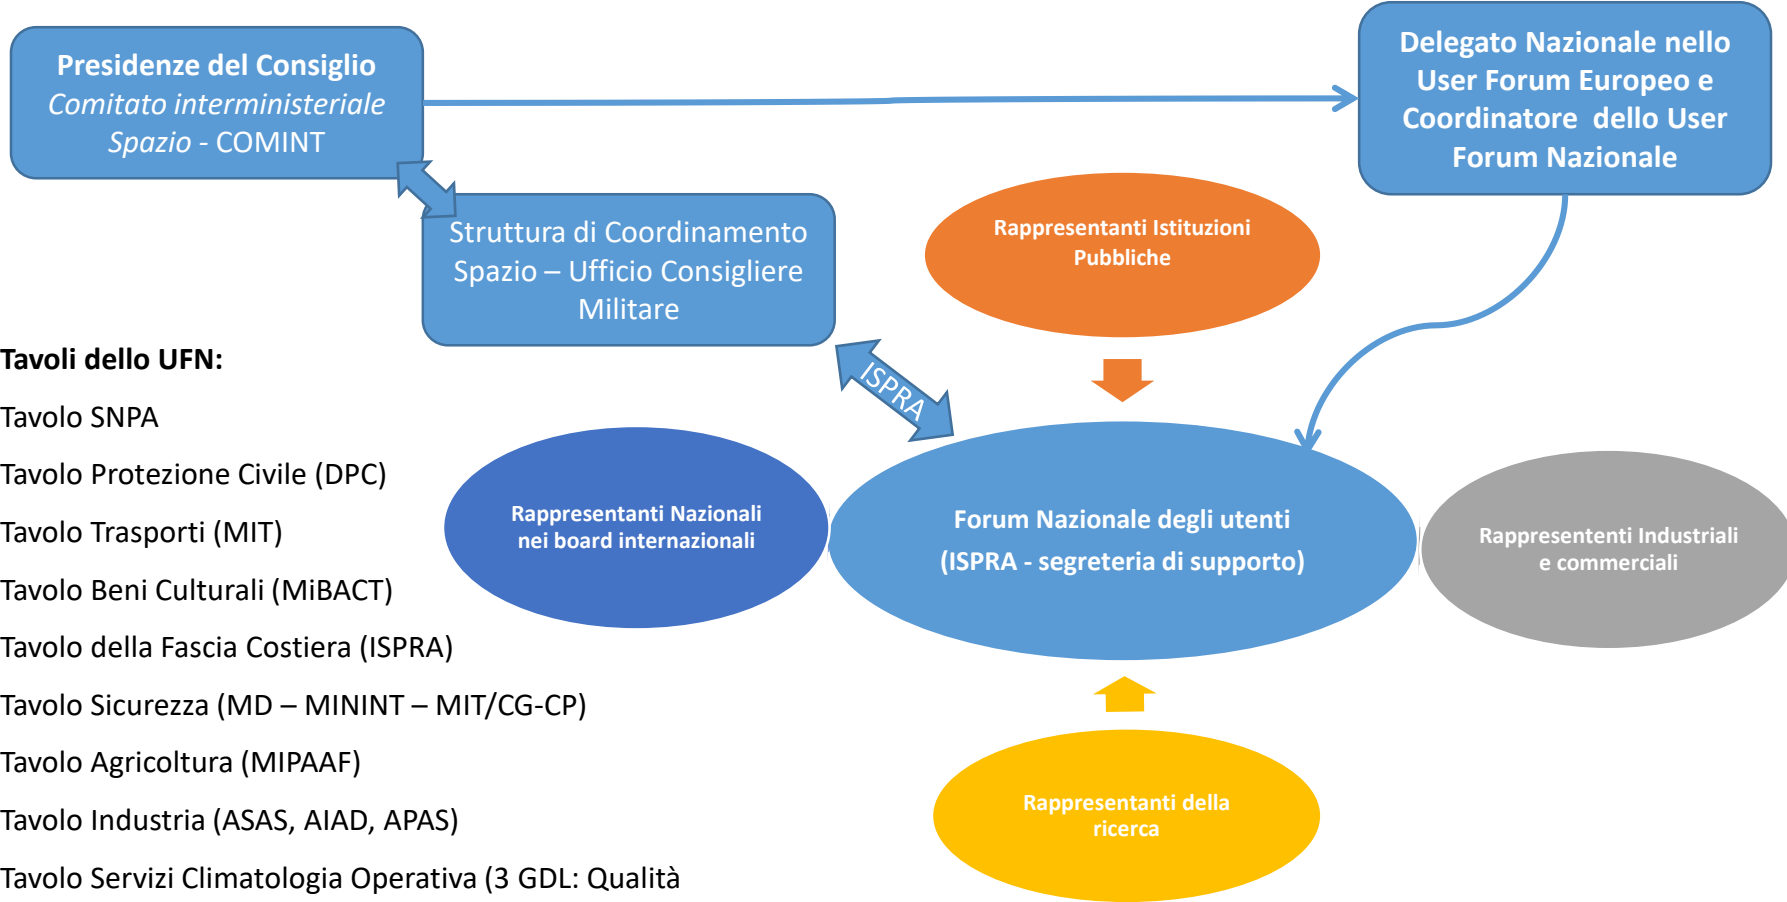 Presidenze del Consiglio
Comitato interministeriale
Spazio - COMINT
Delegato Nazionale nello
User Forum Europeo e
Coordinatore dello User
Forum Nazionale
Struttura di Coordinamento
Spazio – Ufficio Consigliere
Militare
Rappresentanti Istituzioni
Pubbliche
ISPRA
Tavoli dello UFN:
Tavolo SNPA
Tavolo Protezione Civile (DPC)
Tavolo Trasporti (MIT)
Tavolo Beni Culturali (MiBACT)
Tavolo della Fascia Costiera (ISPRA)
Tavolo Sicurezza (MD – MININT – MIT/CG-CP)
Tavolo Agricoltura (MIPAAF)
Tavolo Industria (ASAS, AIAD, APAS)
Tavolo Servizi Climatologia Operativa (3 GDL: Qualità
Rappresentanti Nazionali
nei board internazionali
Forum Nazionale degli utenti
(ISPRA - segreteria di supporto)
Rappresententi Industriali
e commerciali
Rappresentanti della
ricerca